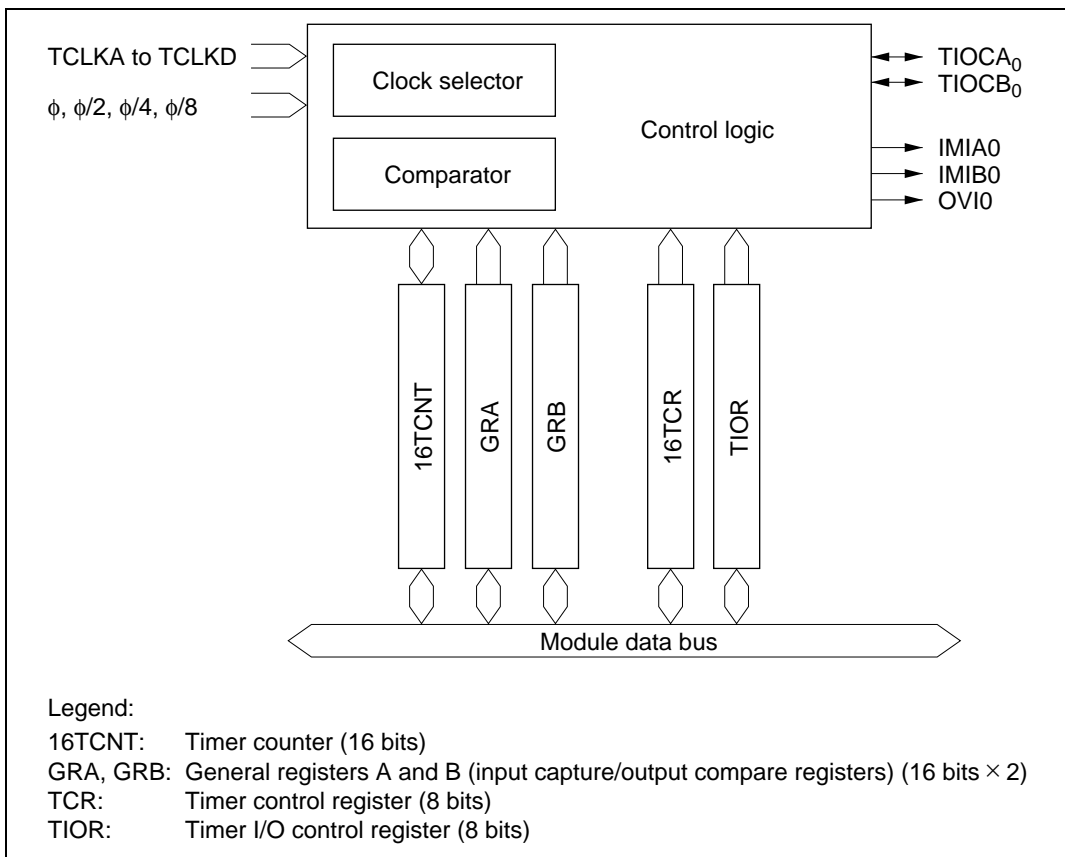 TCLKA to TCLKD
ϕ, ϕ/2, ϕ/4, ϕ/8
Clock selector
Comparator
Control logic
TIOCA0
TIOCB0
IMIA0
IMIB0
OVI0
16TCNT
GRA
GRB
16TCR
TIOR
Module data bus
Legend:
16TCNT: Timer counter (16 bits)
GRA, GRB: General registers A and B (input capture/output compare registers) (16 bits × 2)
TCR: Timer control register (8 bits)
TIOR: Timer I/O control register (8 bits)